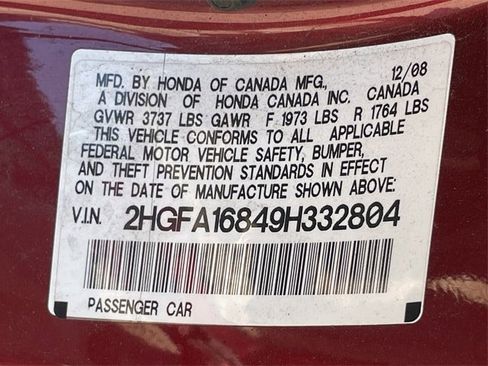 MFD. BY HONDA OF CANADA MFG., 12/08
A DIVISION OF HONDA CANADA INC. CANADA
GVWR 3737 LBS GAWR F 1973 LBS R 1764 LBS
THIS VEHICLE CONFORMS TO ALL APPLICABLE
FEDERAL MOTOR VEHICLE SAFETY, BUMPER,
AND THEFT PREVENTION STANDARDS IN EFFECT
ON THE DATE OF MANUFACTURE SHOWN ABOVE:
V.I.N. 2HGFA16849H332804
PASSENGER CAR